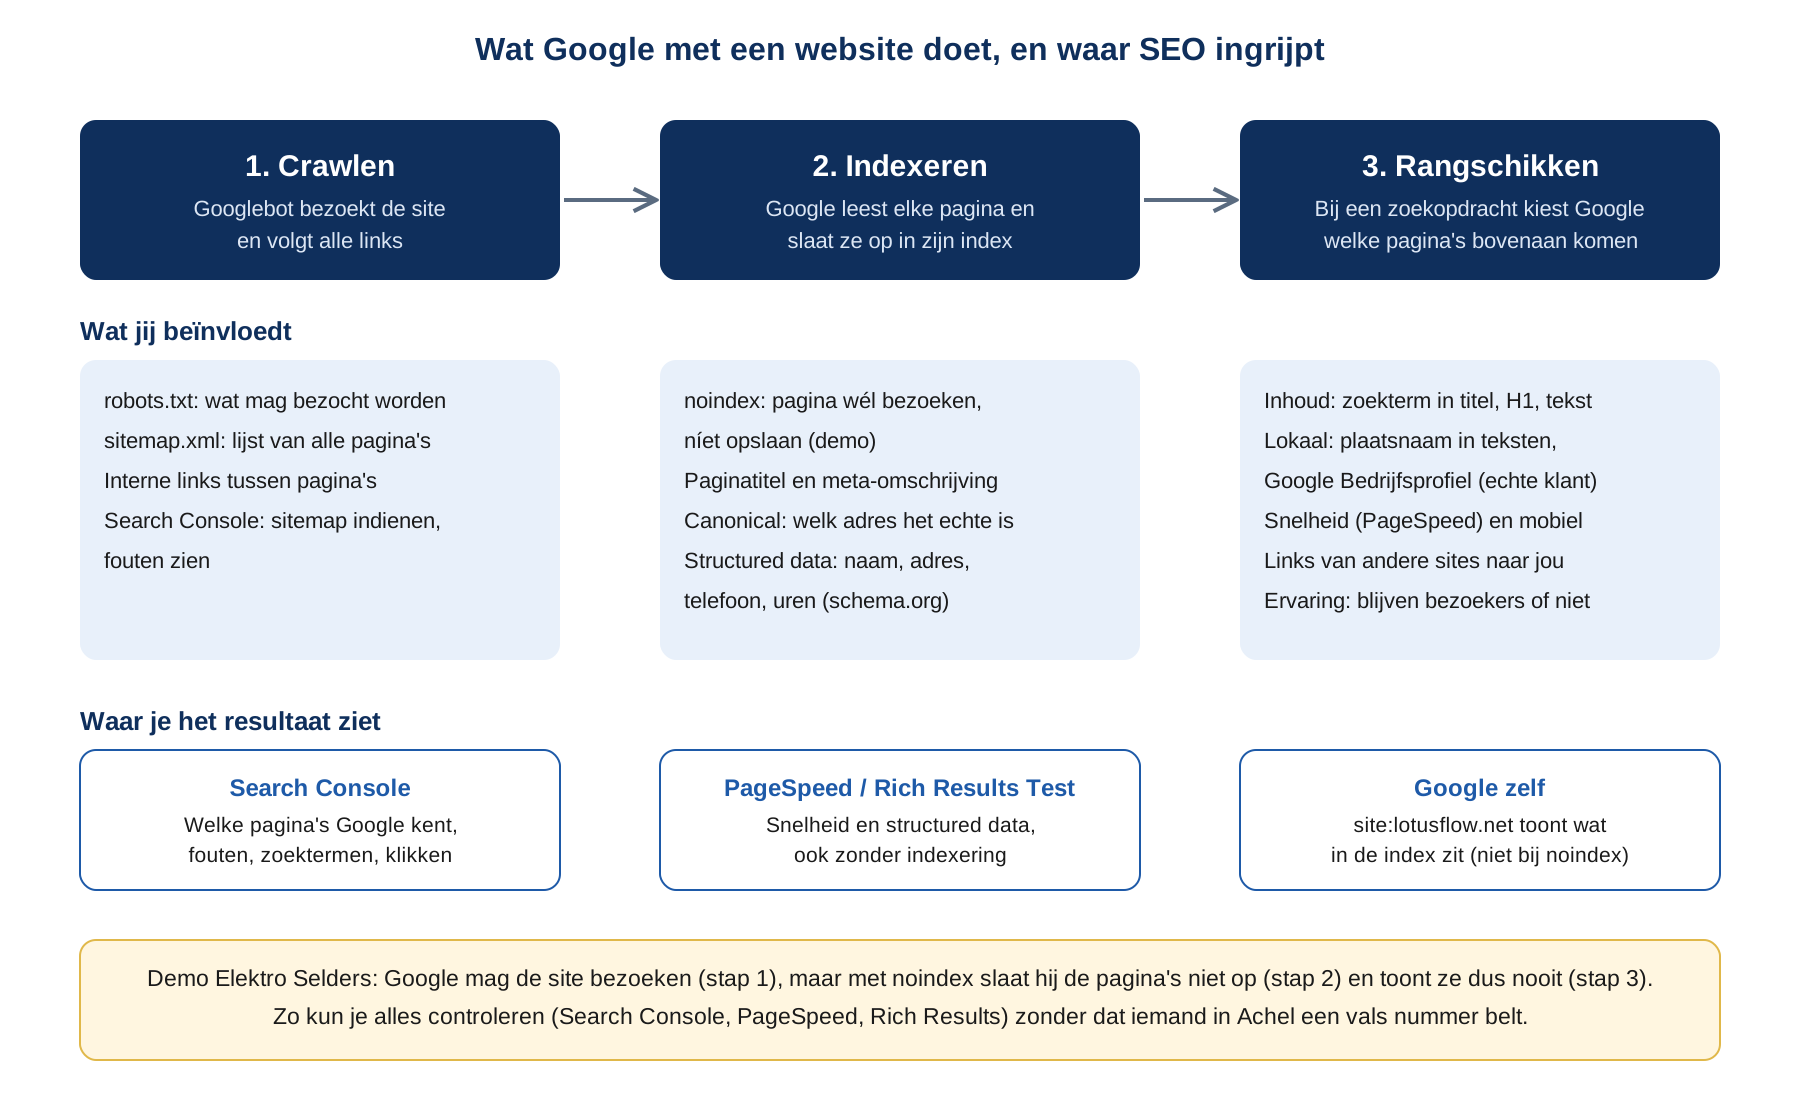 Wat Google met een website doet, en waar SEO ingrijpt
1. Crawlen
Googlebot bezoekt de site
en volgt alle links
2. Indexeren
Google leest elke pagina en
slaat ze op in zijn index
3. Rangschikken
Bij een zoekopdracht kiest Google
welke pagina's bovenaan komen
Wat jij beïnvloedt
robots.txt: wat mag bezocht worden
sitemap.xml: lijst van alle pagina's
Interne links tussen pagina's
Search Console: sitemap indienen,
fouten zien
noindex: pagina wél bezoeken,
níet opslaan (demo)
Paginatitel en meta-omschrijving
Canonical: welk adres het echte is
Structured data: naam, adres,
telefoon, uren (schema.org)
Inhoud: zoekterm in titel, H1, tekst
Lokaal: plaatsnaam in teksten,
Google Bedrijfsprofiel (echte klant)
Snelheid (PageSpeed) en mobiel
Links van andere sites naar jou
Ervaring: blijven bezoekers of niet
Waar je het resultaat ziet
Search Console
Welke pagina's Google kent,
fouten, zoektermen, klikken
PageSpeed / Rich Results Test
Snelheid en structured data,
ook zonder indexering
Google zelf
site:lotusflow.net toont wat
in de index zit (niet bij noindex)
Demo Elektro Selders: Google mag de site bezoeken (stap 1), maar met noindex slaat hij de pagina's niet op (stap 2) en toont ze dus nooit (stap 3).
Zo kun je alles controleren (Search Console, PageSpeed, Rich Results) zonder dat iemand in Achel een vals nummer belt.